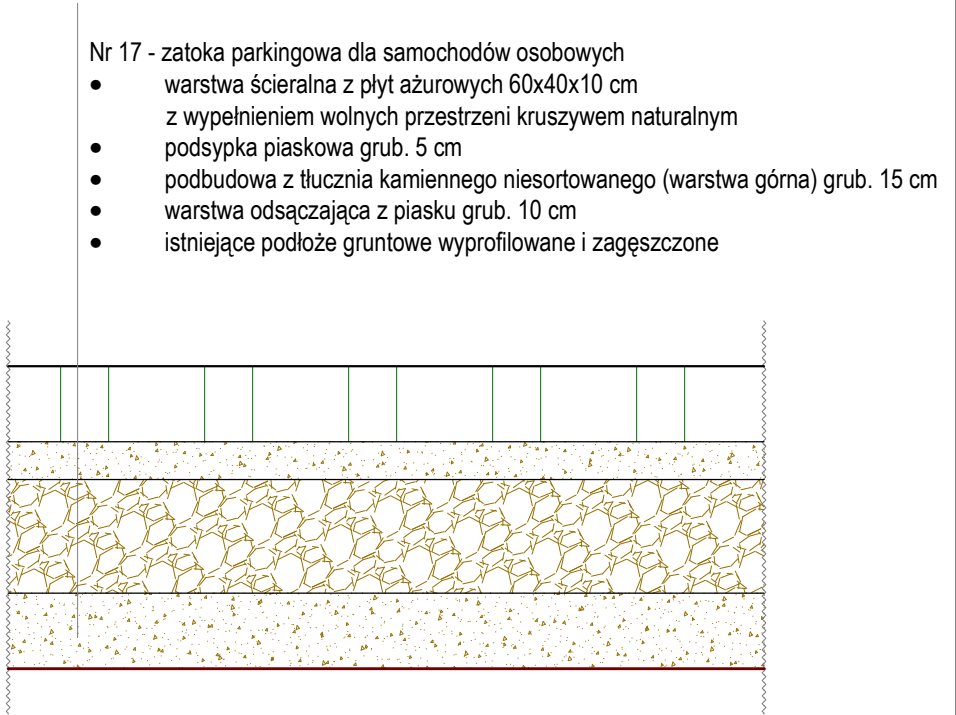 Nr 17 - zatoka parkingowa dla samochodów osobowych
• warstwa ścieralna z płyt ażurowych 60x40x10 cm
z wypełnieniem wolnych przestrzeni kruszywem naturalnym
• podsypka piaskowa grub. 5 cm
• podbudowa z tłucznia kamiennego niesortowanego (warstwa górna) grub. 15 cm
• warstwa odsączająca z piasku grub. 10 cm
• istniejące podłoże gruntowe wyprofilowane i zagęszczone